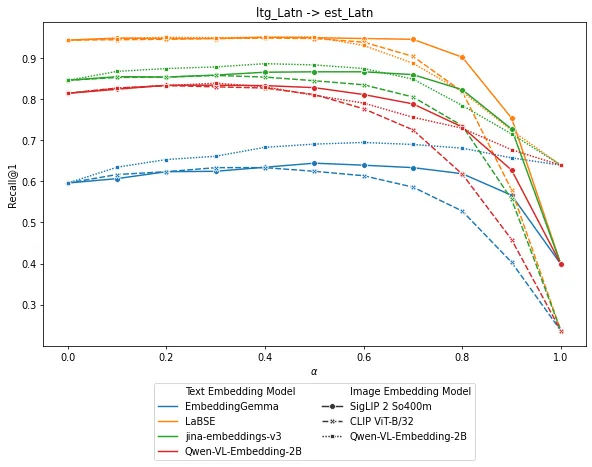 ltg_Latn -> est_Latn
Recall@1
0.9
0.8
0.7
0.6
0.5
0.4
0.3
0.0 0.2 0.4 0.6 0.8 1.0
α
Text Embedding Model Image Embedding Model
EmbeddingGemma SigLIP 2 So400m
LaBSE CLIP ViT-B/32
jina-embeddings-v3 Qwen-VL-Embedding-2B
Qwen-VL-Embedding-2B